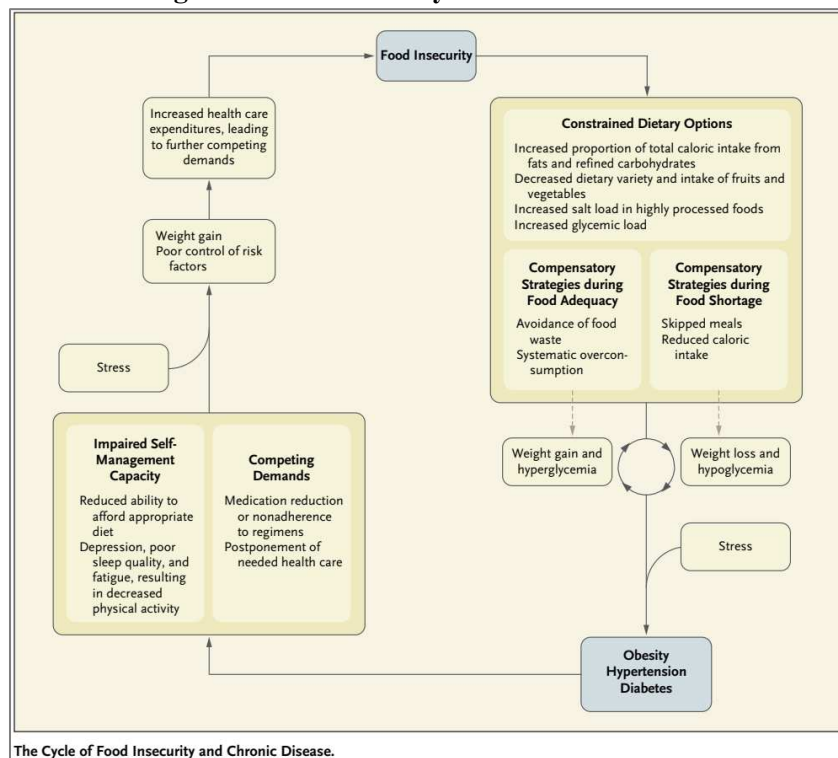 Food Insecurity
Increased health care
expenditures, leading
to further competing
demands
Constrained Dietary Options
Increased proportion of total caloric intake from
fats and refined carbohydrates
Decreased dietary variety and intake of fruits and
vegetables
Increased salt load in highly processed foods
Increased glycemic load
Weight gain
Poor control of risk
factors
Compensatory
Strategies during
Food Adequacy
Avoidance of food
waste
Systematic overcon-
sumption
Compensatory
Strategies during
Food Shortage
Skipped meals
Reduced caloric
intake
Stress
Impaired Self-
Management
Capacity
Reduced ability to
afford appropriate
diet
Depression, poor
sleep quality, and
fatigue, resulting
in decreased
physical activity
Competing
Demands
Medication reduction
or nonadherence
to regimens
Postponement of
needed health care
Weight gain and
hyperglycemia
Weight loss and
hypoglycemia
Stress
Obesity
Hypertension
Diabetes
The Cycle of Food Insecurity and Chronic Disease.